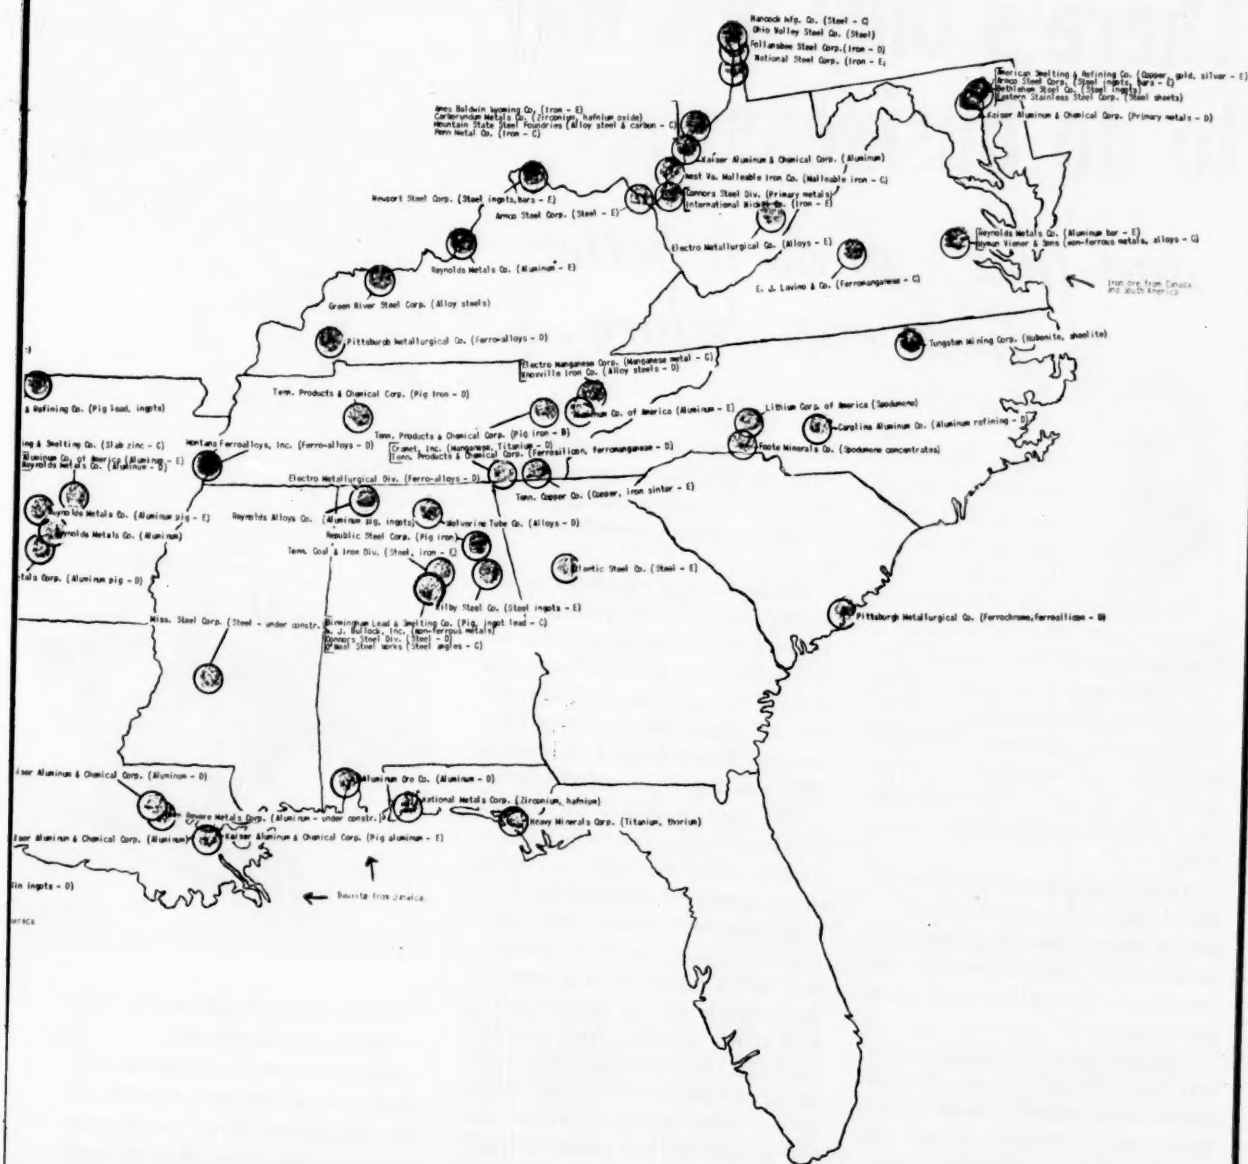 Hancock Mfg. Co. (Steel - C)
Ohio Valley Steel Co. (Steel)
Follansbee Steel Corp. (Iron - D)
National Steel Corp. (Iron - E)
American Smelting & Refining Co. (Copper, gold, silver - E)
Armco Steel Corp. (Steel ingots, bars - E)
Bethlehem Steel Co. (Steel ingots)
Eastern Stainless Steel Corp. (Steel sheets)
Kaiser Aluminum & Chemical Corp. (Primary metals - D)
Ames Baldwin Wyoming Co. (Iron - E)
Carborundum Metals Co. (Zirconium, hafnium oxide)
Mountain State Steel Foundries (Alloy steel & carbon - C)
Penn Metal Co. (Iron - C)
Kaiser Aluminum & Chemical Corp. (Aluminum)
West Va. Malleable Iron Co. (Malleable iron - C)
Connors Steel Div. (Primary metals)
International Nickel Co. (Iron - E)
Newport Steel Corp. (Steel ingots, bars - E)
Armco Steel Corp. (Steel - E)
Electro Metallurgical Co. (Alloys - E)
Reynolds Metals Co. (Aluminum bar - E)
Hyman Viener & Sons (non-ferrous metals, alloys - C)
Reynolds Metals Co. (Aluminum - E)
E. J. Lavino & Co. (Ferromanganese - C)
Iron ore from Canada
and South America
Green River Steel Corp. (Alloy steels)
Pittsburgh Metallurgical Co. (Ferro-alloys - D)
Tungsten Mining Corp. (Hubenite, sheelite)
Electro Manganese Corp. (Manganese metal - C)
Knoxville Iron Co. (Alloy steels - D)
Tenn. Products & Chemical Corp. (Pig Iron - D)
& Refining Co. (Pig lead, ingots)
Aluminum Co. of America (Aluminum - E)
Lithium Corp. of America (Spodumene)
Carolina Aluminum Co. (Aluminum refining - D)
Tenn. Products & Chemical Corp. (Pig iron - B)
ing & Smelting Co. (Slab zinc - C)
Montana Ferroalloys, Inc. (Ferro-alloys - D)
Cramet, Inc. (Manganese, Titanium - D)
Tenn. Products & Chemical Corp. (Ferrosilicon, ferromanganese - D)
Foote Minerals Co. (Spodumene concentrates)
Aluminum Co. of America (Aluminum - E)
Reynolds Metals Co. (Aluminum - D)
Electro Metallurgical Div. (Ferro-alloys - D)
Tenn. Copper Co. (Copper, iron sinter - E)
Reynolds Metals Co. (Aluminum pig - E)
Reynolds Alloys Co. (Aluminum pig, ingots)
Wolverine Tube Co. (Alloys - D)
Reynolds Metals Co. (Aluminum)
Republic Steel Corp. (Pig iron)
Tenn. Coal & Iron Div. (Steel, iron - E)
Atlantic Steel Co. (Steel - E)
etals Corp. (Aluminum pig - D)
Kilby Steel Co. (Steel ingots - E)
Miss. Steel Corp. (Steel - under constr.)
Birmingham Lead & Smelting Co. (Pig, ingot lead - C)
J. Bullock, Inc. (non-ferrous metals)
Connors Steel Div. (Steel - D)
O'Neal Steel Works (Steel angles - C)
Pittsburgh Metallurgical Co. (Ferrochrome, ferrosilicon - D)
iser Aluminum & Chemical Corp. (Aluminum - D)
Aluminum Ore Co. (Aluminum - D)
National Metals Corp. (Zirconium, hafnium)
Revere Metals Corp. (Aluminum - under constr.)
Heavy Minerals Corp. (Titanium, thorium)
iser Aluminum & Chemical Corp. (Aluminum)
Kaiser Aluminum & Chemical Corp. (Pig aluminum - E)
Tin ingots - D)
Bauxite from Jamaica
merica